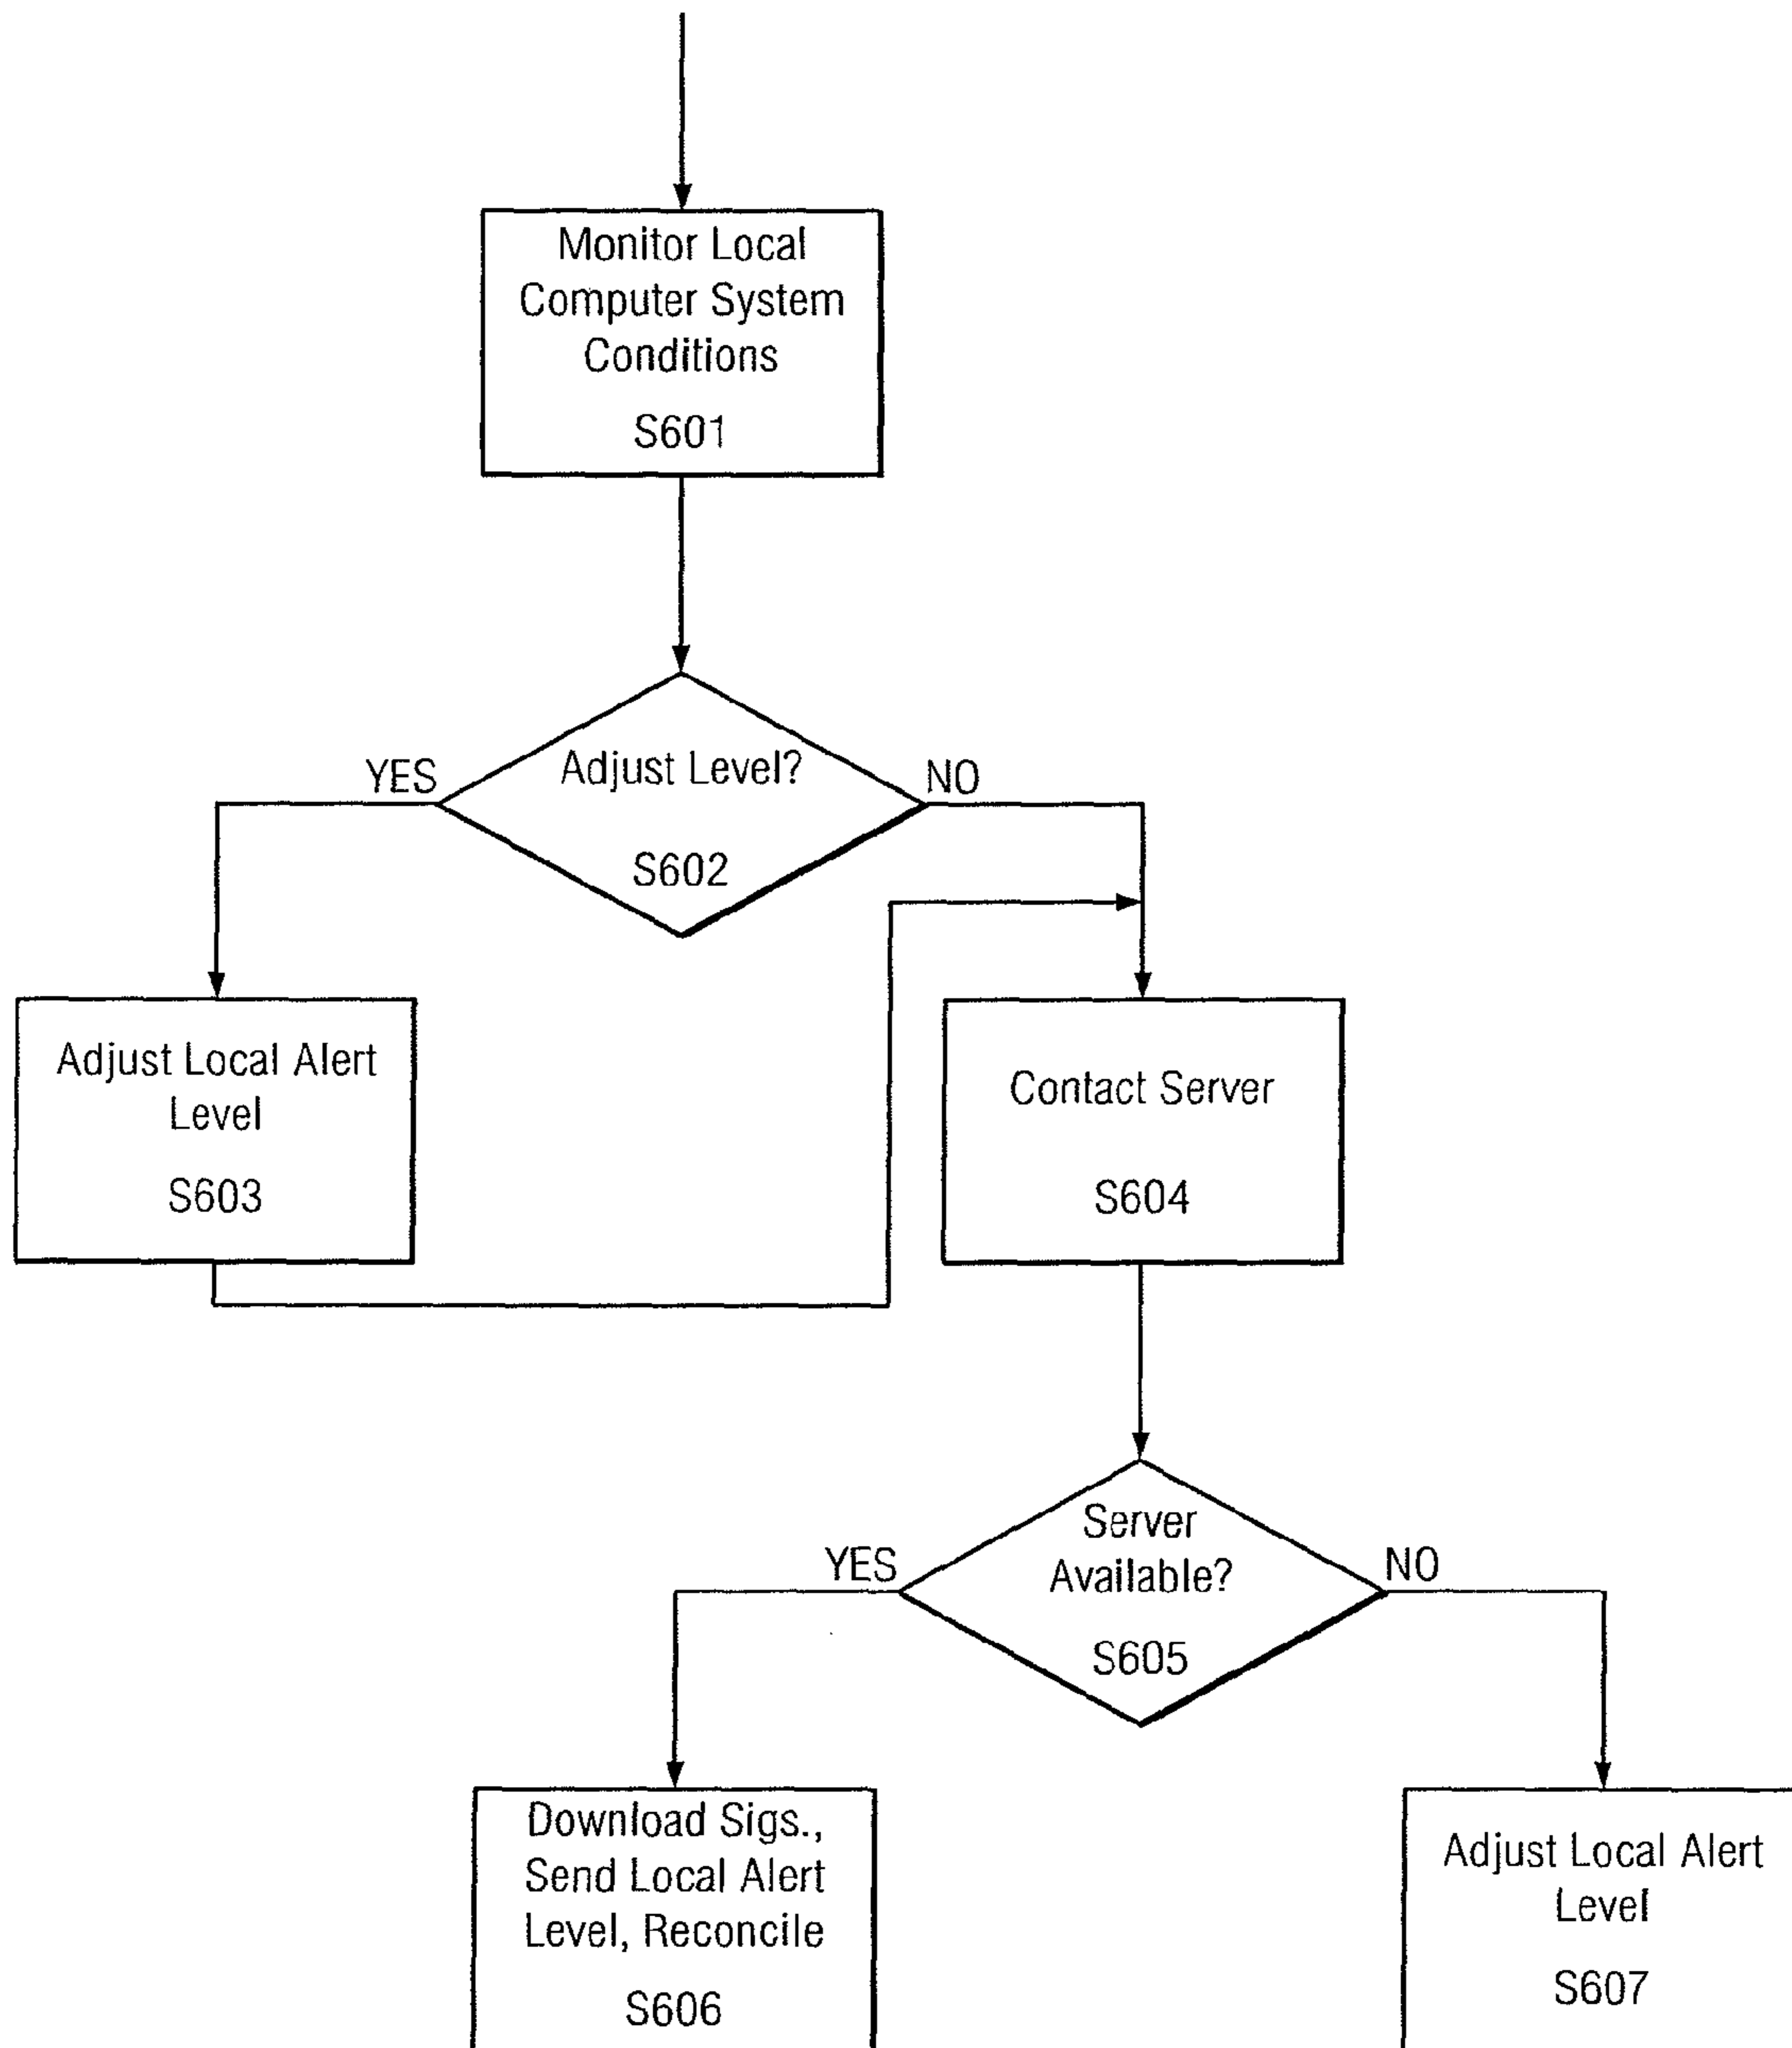 Monitor Local
Computer System
Conditions
S601
YES
Adjust Level?
NO
S602
Adjust Local Alert
Level
S603
Contact Server
S604
YES
Server
Available?
NO
S605
Download Sigs.,
Send Local Alert
Level, Reconcile
S606
Adjust Local Alert
Level
S607